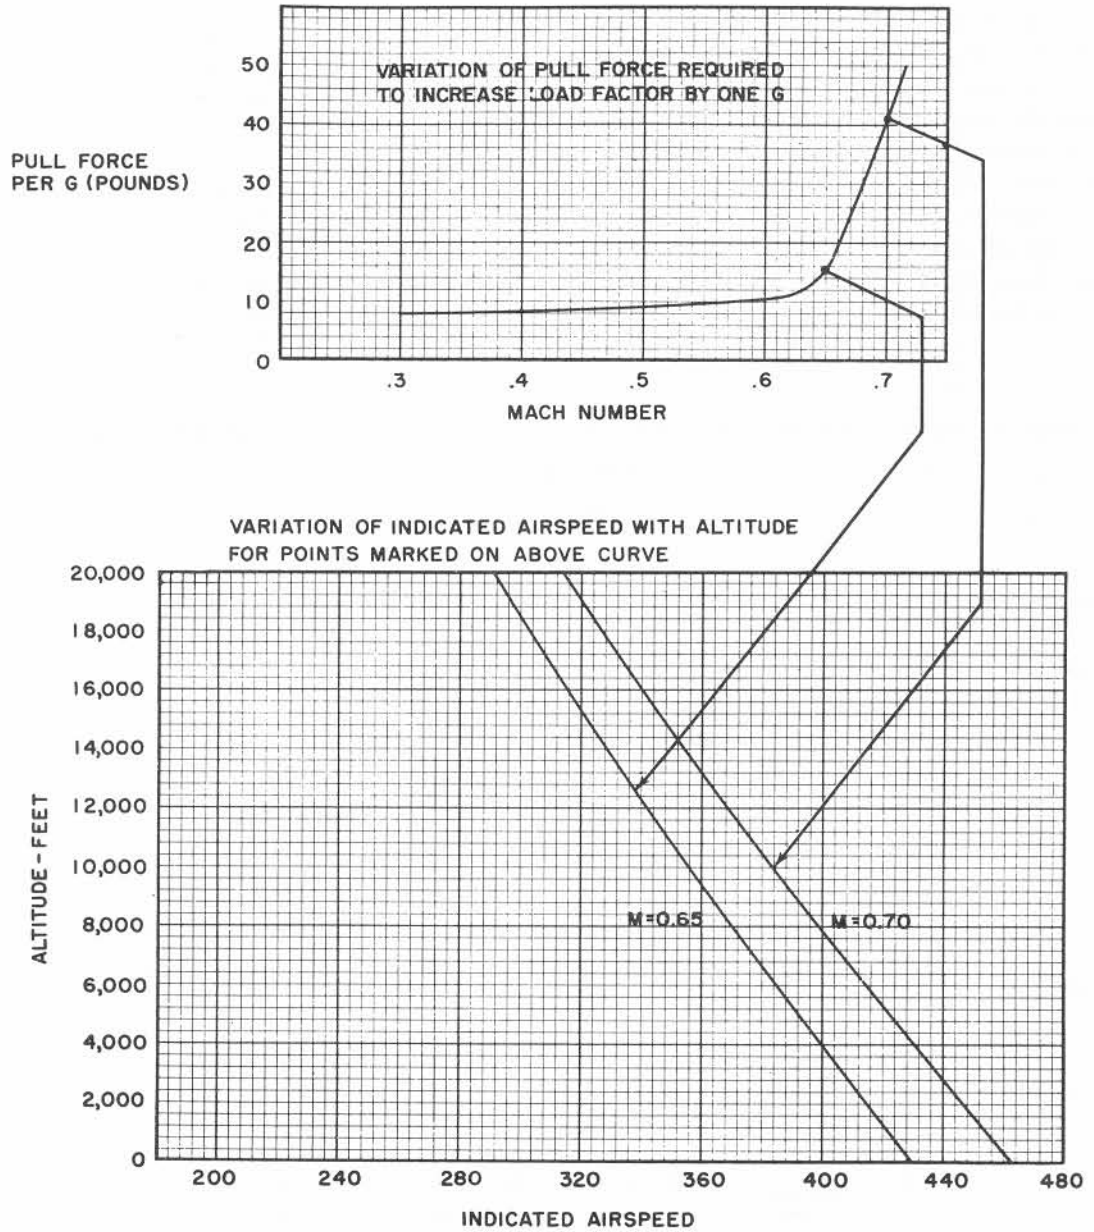 50
VARIATION OF PULL FORCE REQUIRED
TO INCREASE LOAD FACTOR BY ONE G
40
PULL FORCE
PER G (POUNDS)
30
20
10
0
.3 .4 .5 .6 .7
MACH NUMBER
VARIATION OF INDICATED AIRSPEED WITH ALTITUDE
FOR POINTS MARKED ON ABOVE CURVE
20,000
18,000
16,000
14,000
12,000
10,000
8,000
6,000
4,000
2,000
0
ALTITUDE-FEET
M=0.65
M=0.70
200 240 280 320 360 400 440 480
INDICATED AIRSPEED